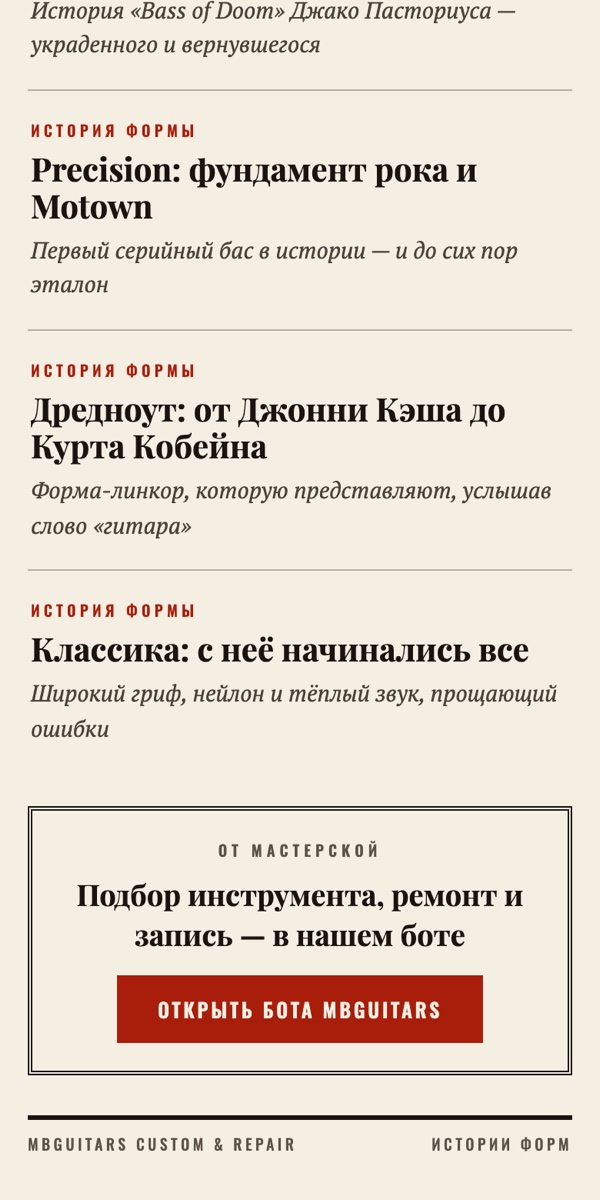 История «Bass of Doom» Джако Пасториуса —
украденного и вернувшегося
ИСТОРИЯ ФОРМЫ
Precision: фундамент рока и
Motown
Первый серийный бас в истории — и до сих пор
эталон
ИСТОРИЯ ФОРМЫ
Дредноут: от Джонни Кэша до
Курта Кобейна
Форма-линкор, которую представляют, услышав
слово «гитара»
ИСТОРИЯ ФОРМЫ
Классика: с неё начинались все
Широкий гриф, нейлон и тёплый звук, прощающий
ошибки
ОТ МАСТЕРСКОЙ
Подбор инструмента, ремонт и
запись — в нашем боте
ОТКРЫТЬ БОТА MBGUITARS
MBGUITARS CUSTOM & REPAIR
ИСТОРИИ ФОРМ